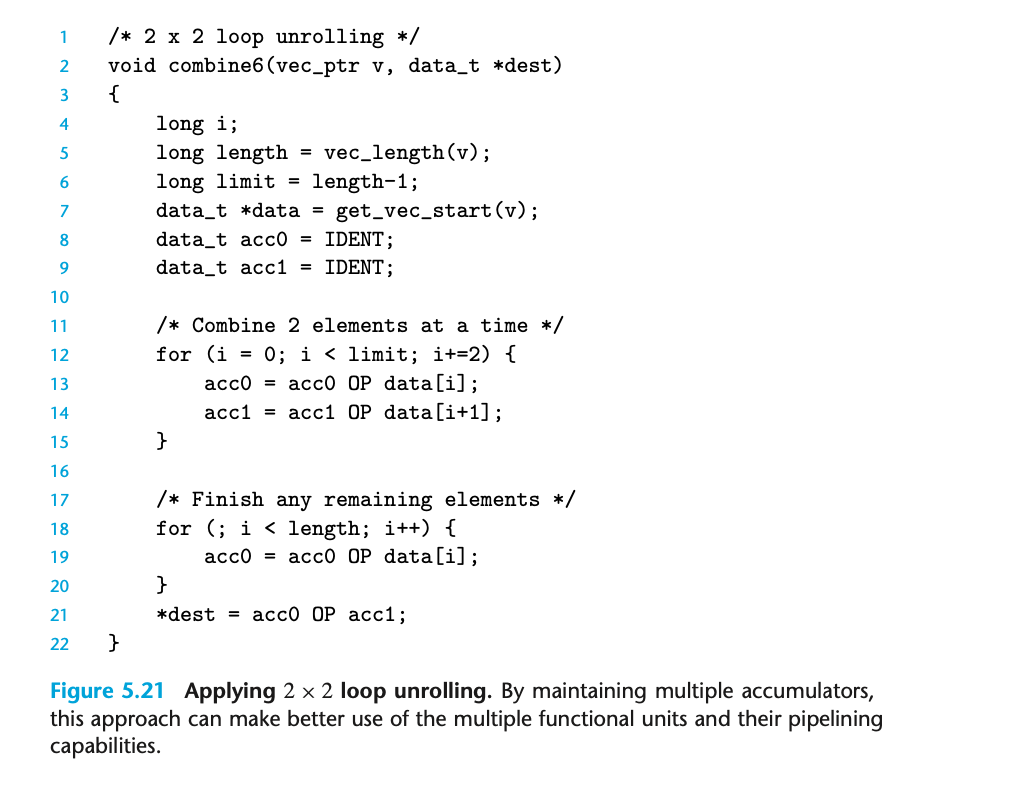 1 /* 2 x 2 loop unrolling */
2 void combine6(vec_ptr v, data_t *dest)
3 {
4     long i;
5     long length = vec_length(v);
6     long limit = length-1;
7     data_t *data = get_vec_start(v);
8     data_t acc0 = IDENT;
9     data_t acc1 = IDENT;
10
11     /* Combine 2 elements at a time */
12     for (i = 0; i < limit; i+=2) {
13         acc0 = acc0 OP data[i];
14         acc1 = acc1 OP data[i+1];
15     }
16
17     /* Finish any remaining elements */
18     for (; i < length; i++) {
19         acc0 = acc0 OP data[i];
20     }
21     *dest = acc0 OP acc1;
22 }
Figure 5.21 Applying 2 × 2 loop unrolling. By maintaining multiple accumulators,
this approach can make better use of the multiple functional units and their pipelining
capabilities.